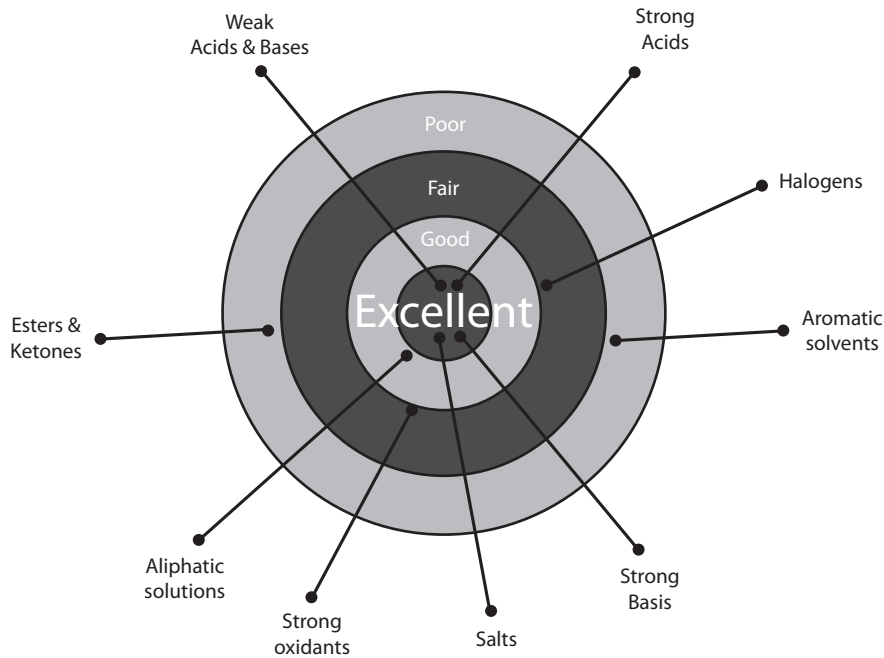 Weak
Acids & Bases
Strong
Acids
Poor
Halogens
Fair
Good
Excellent
Esters &
Ketones
Aromatic
solvents
Aliphatic
solutions
Strong
Basis
Strong
oxidants
Salts